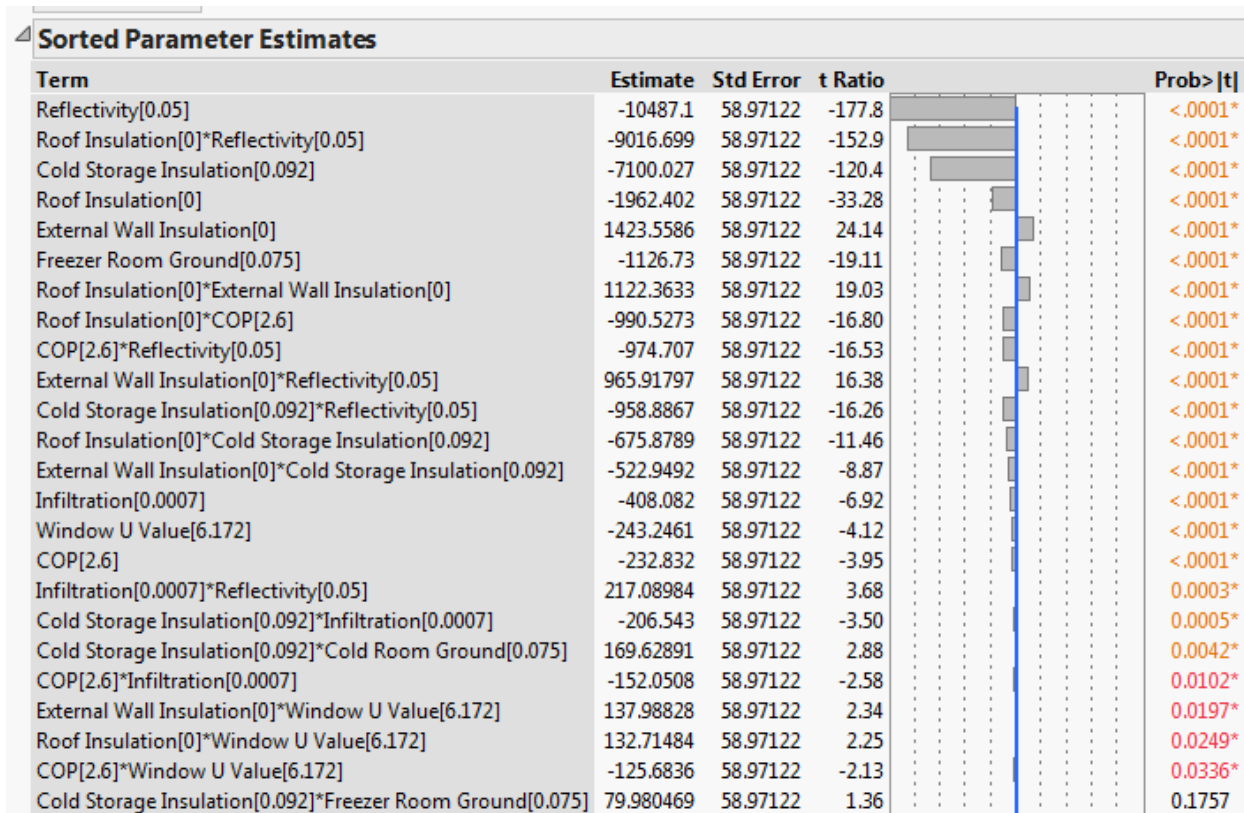 Sorted Parameter Estimates
Term Estimate Std Error t Ratio Prob>|t|
Reflectivity[0.05] -10487.1 58.97122 -177.8 <.0001*
Roof Insulation[0]*Reflectivity[0.05] -9016.699 58.97122 -152.9 <.0001*
Cold Storage Insulation[0.092] -7100.027 58.97122 -120.4 <.0001*
Roof Insulation[0] -1962.402 58.97122 -33.28 <.0001*
External Wall Insulation[0] 1423.5586 58.97122 24.14 <.0001*
Freezer Room Ground[0.075] -1126.73 58.97122 -19.11 <.0001*
Roof Insulation[0]*External Wall Insulation[0] 1122.3633 58.97122 19.03 <.0001*
Roof Insulation[0]*COP[2.6] -990.5273 58.97122 -16.80 <.0001*
COP[2.6]*Reflectivity[0.05] -974.707 58.97122 -16.53 <.0001*
External Wall Insulation[0]*Reflectivity[0.05] 965.91797 58.97122 16.38 <.0001*
Cold Storage Insulation[0.092]*Reflectivity[0.05] -958.8867 58.97122 -16.26 <.0001*
Roof Insulation[0]*Cold Storage Insulation[0.092] -675.8789 58.97122 -11.46 <.0001*
External Wall Insulation[0]*Cold Storage Insulation[0.092] -522.9492 58.97122 -8.87 <.0001*
Infiltration[0.0007] -408.082 58.97122 -6.92 <.0001*
Window U Value[6.172] -243.2461 58.97122 -4.12 <.0001*
COP[2.6] -232.832 58.97122 -3.95 <.0001*
Infiltration[0.0007]*Reflectivity[0.05] 217.08984 58.97122 3.68 0.0003*
Cold Storage Insulation[0.092]*Infiltration[0.0007] -206.543 58.97122 -3.50 0.0005*
Cold Storage Insulation[0.092]*Cold Room Ground[0.075] 169.62891 58.97122 2.88 0.0042*
COP[2.6]*Infiltration[0.0007] -152.0508 58.97122 -2.58 0.0102*
External Wall Insulation[0]*Window U Value[6.172] 137.98828 58.97122 2.34 0.0197*
Roof Insulation[0]*Window U Value[6.172] 132.71484 58.97122 2.25 0.0249*
COP[2.6]*Window U Value[6.172] -125.6836 58.97122 -2.13 0.0336*
Cold Storage Insulation[0.092]*Freezer Room Ground[0.075] 79.980469 58.97122 1.36 0.1757